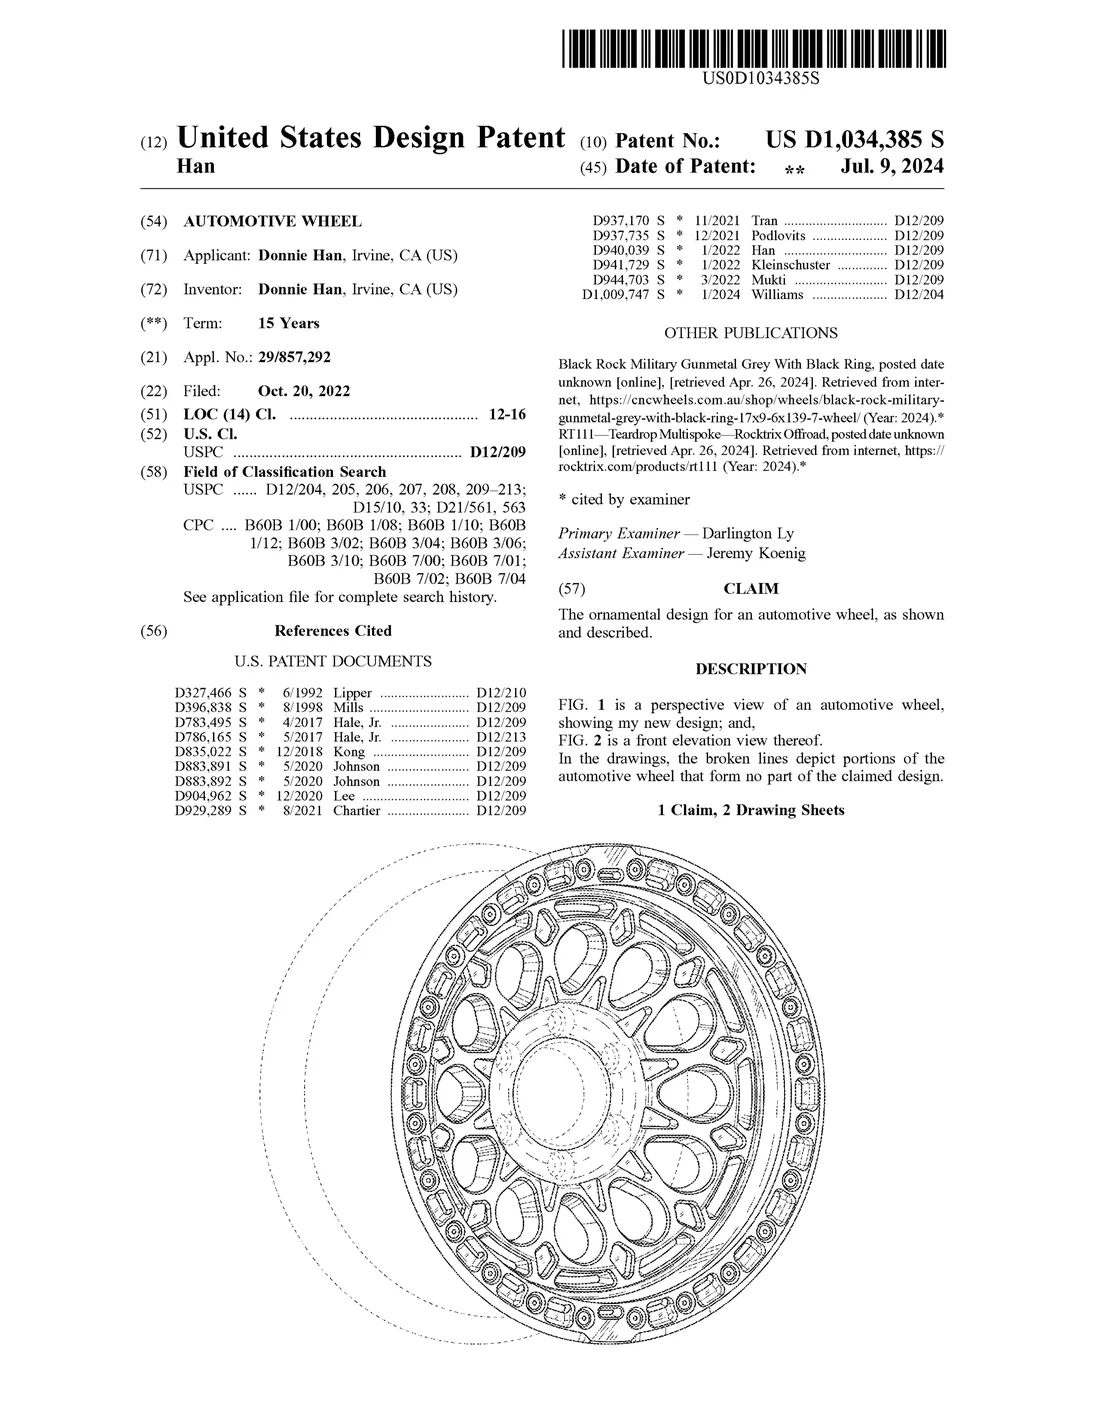 US0D1034385S
(12) United States Design Patent
Han
(10) Patent No.: US D1,034,385 S
(45) Date of Patent: ** Jul. 9, 2024
(54) AUTOMOTIVE WHEEL
(71) Applicant: Donnie Han, Irvine, CA (US)
(72) Inventor: Donnie Han, Irvine, CA (US)
(**) Term: 15 Years
(21) Appl. No.: 29/857,292
(22) Filed: Oct. 20, 2022
(51) LOC (14) Cl. ............................................... 12-16
(52) U.S. Cl.
USPC ......................................................... D12/209
(58) Field of Classification Search
USPC ...... D12/204, 205, 206, 207, 208, 209–213;
D15/10, 33; D21/561, 563
CPC .... B60B 1/00; B60B 1/08; B60B 1/10; B60B
1/12; B60B 3/02; B60B 3/04; B60B 3/06;
B60B 3/10; B60B 7/00; B60B 7/01;
B60B 7/02; B60B 7/04
See application file for complete search history.
(56) References Cited
U.S. PATENT DOCUMENTS
D327,466 S * 6/1992 Lipper ......................... D12/210
D396,838 S * 8/1998 Mills ............................ D12/209
D783,495 S * 4/2017 Hale, Jr. ...................... D12/209
D786,165 S * 5/2017 Hale, Jr. ...................... D12/213
D835,022 S * 12/2018 Kong ........................... D12/209
D883,891 S * 5/2020 Johnson ....................... D12/209
D883,892 S * 5/2020 Johnson ....................... D12/209
D904,962 S * 12/2020 Lee .............................. D12/209
D929,289 S * 8/2021 Chartier ....................... D12/209
D937,170 S * 11/2021 Tran ............................. D12/209
D937,735 S * 12/2021 Podlovits ..................... D12/209
D940,039 S * 1/2022 Han ............................. D12/209
D941,729 S * 1/2022 Kleinschuster .............. D12/209
D944,703 S * 3/2022 Mukti .......................... D12/209
D1,009,747 S * 1/2024 Williams ..................... D12/204
OTHER PUBLICATIONS
Black Rock Military Gunmetal Grey With Black Ring, posted date
unknown [online], [retrieved Apr. 26, 2024]. Retrieved from inter-
net, https://cncwheels.com.au/shop/wheels/black-rock-military-
gunmetal-grey-with-black-ring-17x9-6x139-7-wheel/ (Year: 2024).*
RT111—Teardrop Multispoke—Rocktrix Offroad, posted date unknown
[online], [retrieved Apr. 26, 2024]. Retrieved from internet, https://
rocktrix.com/products/rt111 (Year: 2024).*
* cited by examiner
Primary Examiner — Darlington Ly
Assistant Examiner — Jeremy Koenig
(57) CLAIM
The ornamental design for an automotive wheel, as shown
and described.
DESCRIPTION
FIG. 1 is a perspective view of an automotive wheel,
showing my new design; and,
FIG. 2 is a front elevation view thereof.
In the drawings, the broken lines depict portions of the
automotive wheel that form no part of the claimed design.
1 Claim, 2 Drawing Sheets